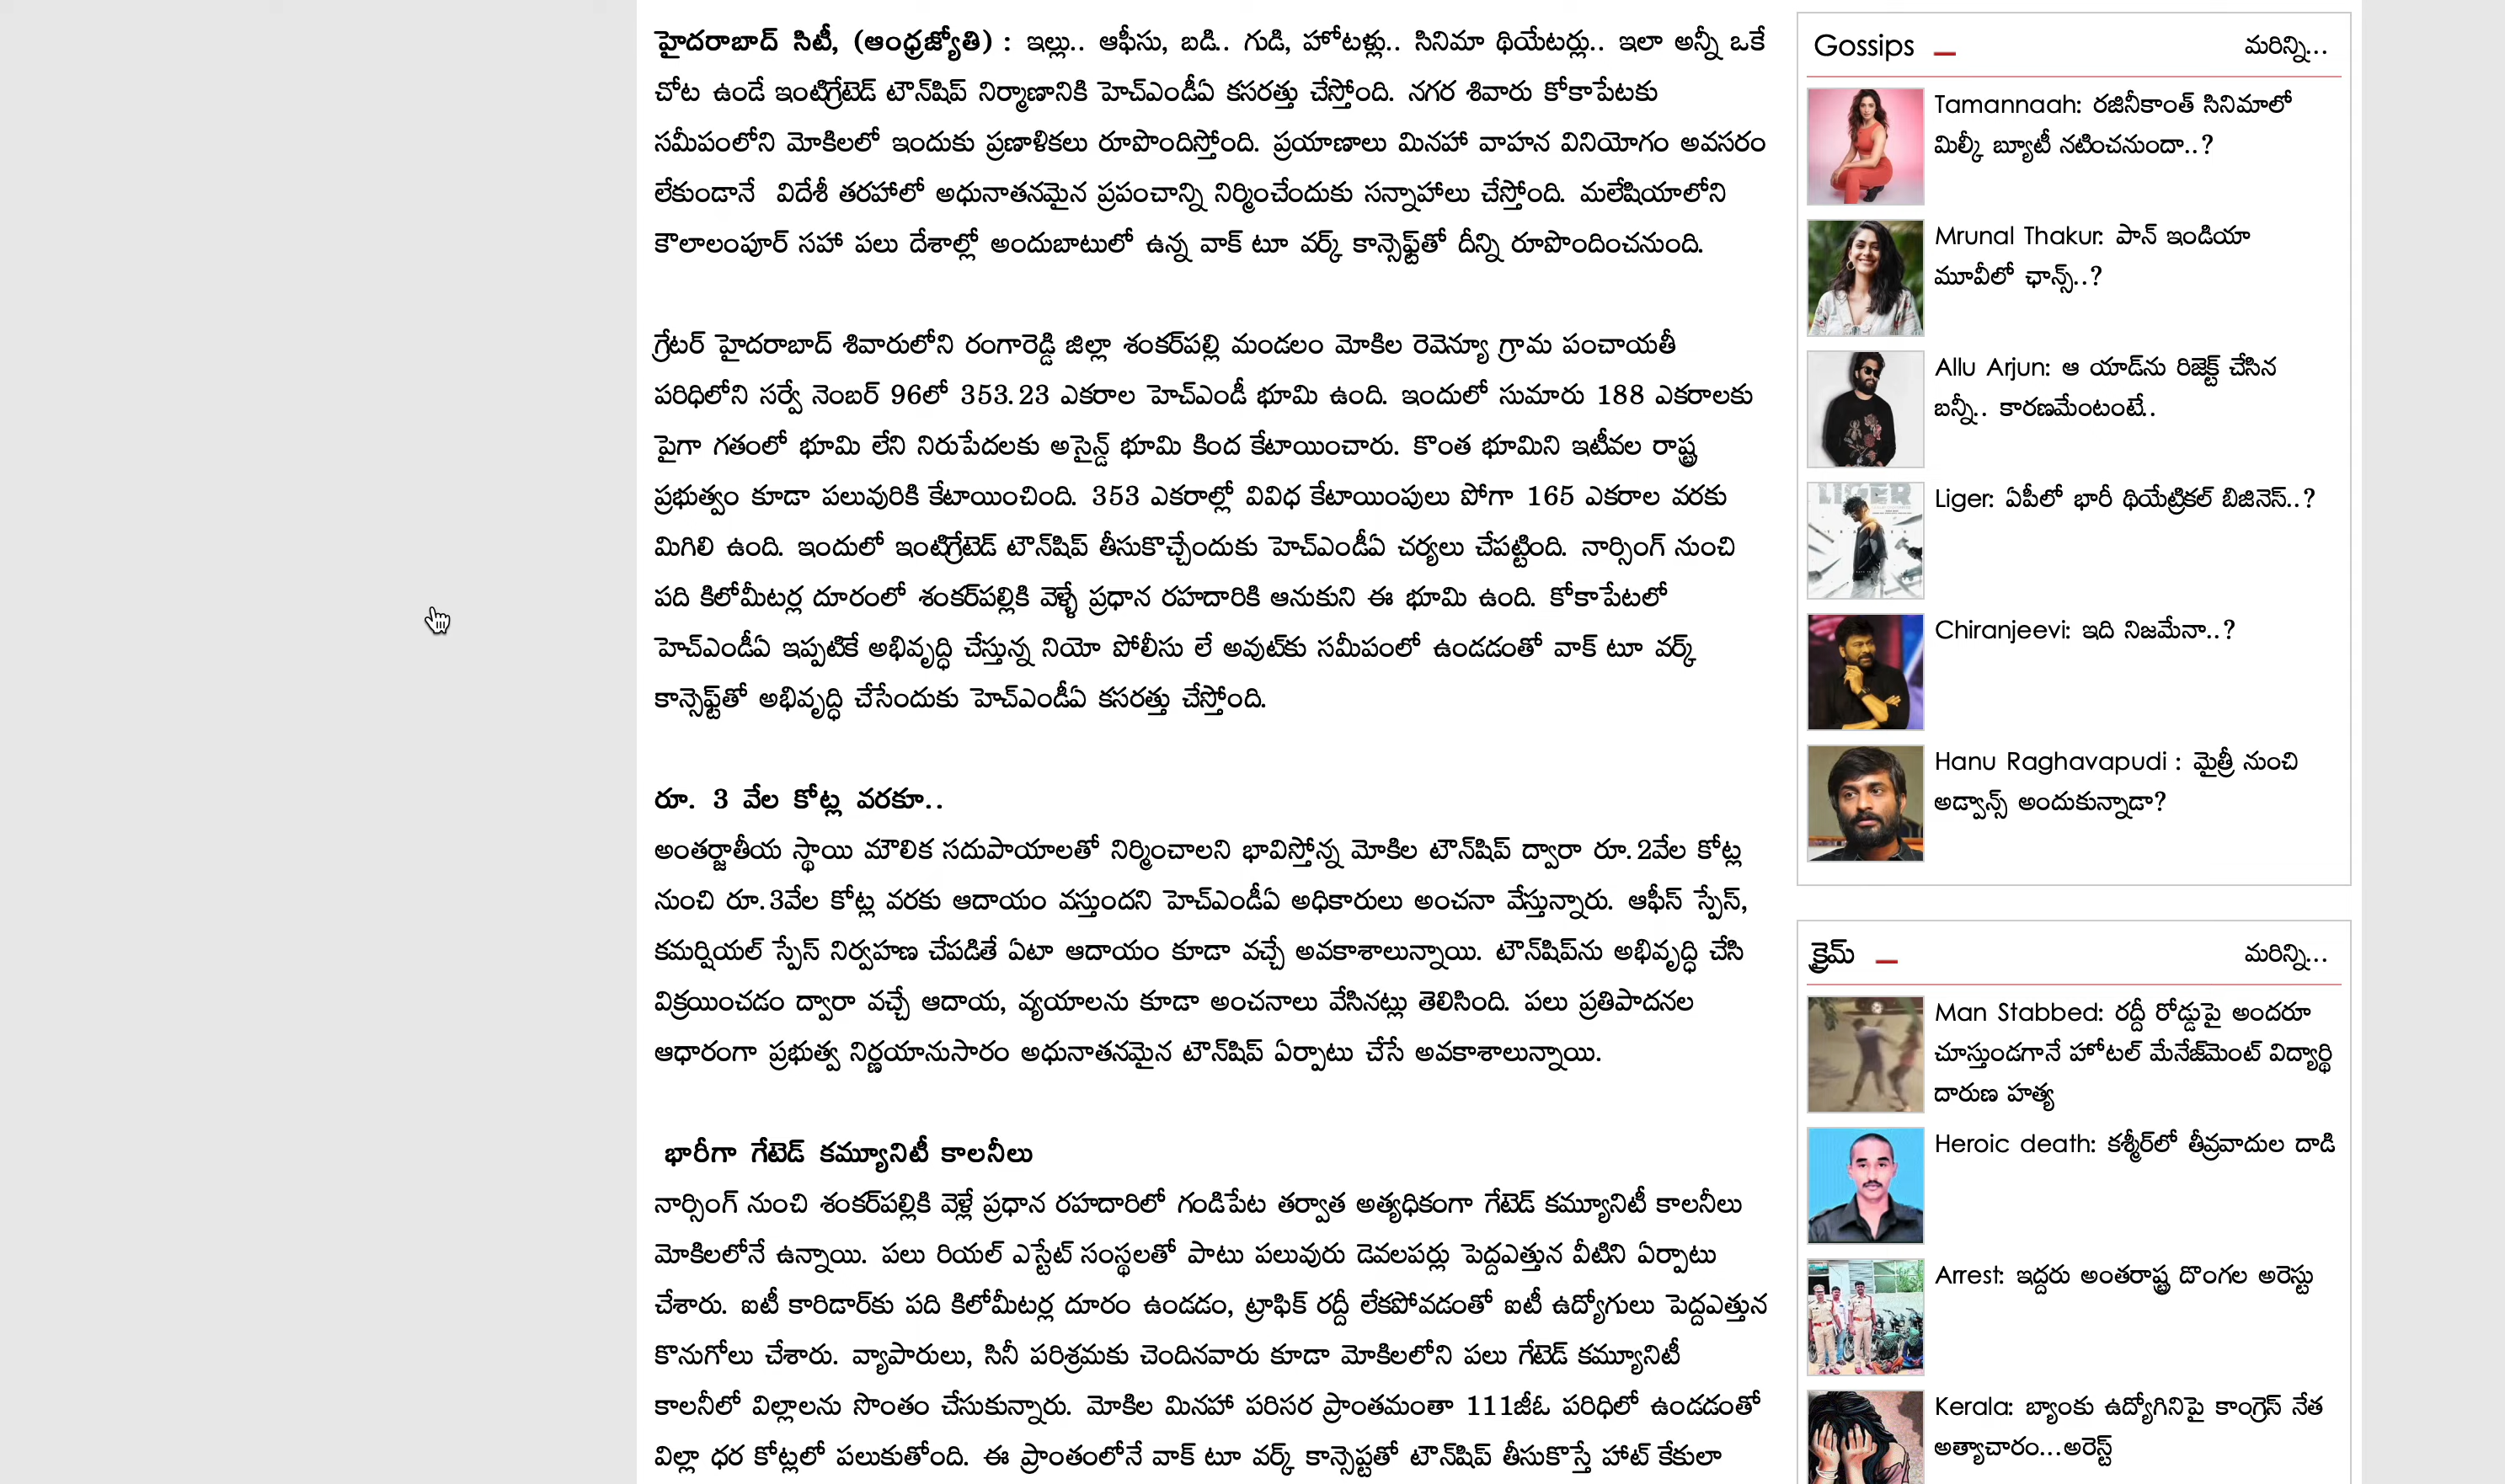 హైదరాబాద్ సిటీ, (ఆంధ్రజ్యోతి) : ఇల్లు.. ఆఫీసు, బడి.. గుడి, హోటళ్లు.. సినిమా థియేటర్లు.. ఇలా అన్నీ ఒకే
చోట ఉండే ఇంటిగ్రేటెడ్ టౌన్‌షిప్ నిర్మాణానికి హెచ్ఎండీఏ కసరత్తు చేస్తోంది. నగర శివారు కోకాపేటకు
సమీపంలోని మోకిలలో ఇందుకు ప్రణాళికలు రూపొందిస్తోంది. ప్రయాణాలు మినహా వాహన వినియోగం అవసరం
లేకుండానే విదేశీ తరహాలో అధునాతనమైన ప్రపంచాన్ని నిర్మించేందుకు సన్నాహాలు చేస్తోంది. మలేషియాలోని
కౌలాలంపూర్ సహా పలు దేశాల్లో అందుబాటులో ఉన్న వాక్ టూ వర్క్ కాన్సెఫ్ట్‌తో దీన్ని రూపొందించనుంది.
గ్రేటర్ హైదరాబాద్ శివారులోని రంగారెడ్డి జిల్లా శంకర్‌పల్లి మండలం మోకిల రెవెన్యూ గ్రామ పంచాయతీ
పరిధిలోని సర్వే నెంబర్ 96లో 353.23 ఎకరాల హెచ్ఎండీ భూమి ఉంది. ఇందులో సుమారు 188 ఎకరాలకు
పైగా గతంలో భూమి లేని నిరుపేదలకు అసైన్డ్ భూమి కింద కేటాయించారు. కొంత భూమిని ఇటీవల రాష్ట్ర
ప్రభుత్వం కూడా పలువురికి కేటాయించింది. 353 ఎకరాల్లో వివిధ కేటాయింపులు పోగా 165 ఎకరాల వరకు
మిగిలి ఉంది. ఇందులో ఇంటిగ్రేటెడ్ టౌన్‌షిప్ తీసుకొచ్చేందుకు హెచ్ఎండీఏ చర్యలు చేపట్టింది. నార్సింగ్ నుంచి
పది కిలోమీటర్ల దూరంలో శంకర్‌పల్లికి వెళ్ళే ప్రధాన రహదారికి ఆనుకుని ఈ భూమి ఉంది. కోకాపేటలో
హెచ్ఎండీఏ ఇప్పటికే అభివృద్ధి చేస్తున్న నియో పోలీసు లే అవుట్‌కు సమీపంలో ఉండడంతో వాక్ టూ వర్క్
కాన్సెఫ్ట్‌తో అభివృద్ధి చేసేందుకు హెచ్ఎండీఏ కసరత్తు చేస్తోంది.
రూ. 3 వేల కోట్ల వరకూ..
అంతర్జాతీయ స్థాయి మౌలిక సదుపాయాలతో నిర్మించాలని భావిస్తోన్న మోకిల టౌన్‌షిప్ ద్వారా రూ.2వేల కోట్ల
నుంచి రూ.3వేల కోట్ల వరకు ఆదాయం వస్తుందని హెచ్ఎండీఏ అధికారులు అంచనా వేస్తున్నారు. ఆఫీస్ స్పేస్,
కమర్షియల్ స్పేస్ నిర్వహణ చేపడితే ఏటా ఆదాయం కూడా వచ్చే అవకాశాలున్నాయి. టౌన్‌షిప్‌ను అభివృద్ధి చేసి
విక్రయించడం ద్వారా వచ్చే ఆదాయ, వ్యయాలను కూడా అంచనాలు వేసినట్లు తెలిసింది. పలు ప్రతిపాదనల
ఆధారంగా ప్రభుత్వ నిర్ణయానుసారం అధునాతనమైన టౌన్‌షిప్ ఏర్పాటు చేసే అవకాశాలున్నాయి.
భారీగా గేటెడ్ కమ్యూనిటీ కాలనీలు
నార్సింగ్ నుంచి శంకర్‌పల్లికి వెళ్లే ప్రధాన రహదారిలో గండిపేట తర్వాత అత్యధికంగా గేటెడ్ కమ్యూనిటీ కాలనీలు
మోకిలలోనే ఉన్నాయి. పలు రియల్ ఎస్టేట్ సంస్థలతో పాటు పలువురు డెవలపర్లు పెద్దఎత్తున వీటిని ఏర్పాటు
చేశారు. ఐటీ కారిడార్‌కు పది కిలోమీటర్ల దూరం ఉండడం, ట్రాఫిక్ రద్దీ లేకపోవడంతో ఐటీ ఉద్యోగులు పెద్దఎత్తున
కొనుగోలు చేశారు. వ్యాపారులు, సినీ పరిశ్రమకు చెందినవారు కూడా మోకిలలోని పలు గేటెడ్ కమ్యూనిటీ
కాలనీలో విల్లాలను సొంతం చేసుకున్నారు. మోకిల మినహా పరిసర ప్రాంతమంతా 111జీఓ పరిధిలో ఉండడంతో
విల్లా ధర కోట్లలో పలుకుతోంది. ఈ ప్రాంతంలోనే వాక్ టూ వర్క్ కాన్సెప్టతో టౌన్‌షిప్ తీసుకొస్తే హాట్ కేకులా
Gossips మరిన్ని...
Tamannaah: రజినీకాంత్ సినిమాలో
మిల్కీ బ్యూటీ నటించనుందా..?
Mrunal Thakur: పాన్ ఇండియా
మూవీలో ఛాన్స్..?
Allu Arjun: ఆ యాడ్‌ను రిజెక్ట్ చేసిన
బన్నీ.. కారణమేంటంటే..
LIGER
Liger: ఏపీలో భారీ థియేట్రికల్ బిజినెస్..?
Chiranjeevi: ఇది నిజమేనా..?
Hanu Raghavapudi : మైత్రీ నుంచి
అడ్వాన్స్ అందుకున్నాడా?
క్రైమ్ మరిన్ని...
Man Stabbed: రద్దీ రోడ్డుపై అందరూ
చూస్తుండగానే హోటల్ మేనేజ్‌మెంట్ విద్యార్థి
దారుణ హత్య
Heroic death: కశ్మీర్‌లో తీవ్రవాదుల దాడి
Arrest: ఇద్దరు అంతరాష్ట్ర దొంగల అరెస్టు
Kerala: బ్యాంకు ఉద్యోగినిపై కాంగ్రెస్ నేత
అత్యాచారం...అరెస్ట్